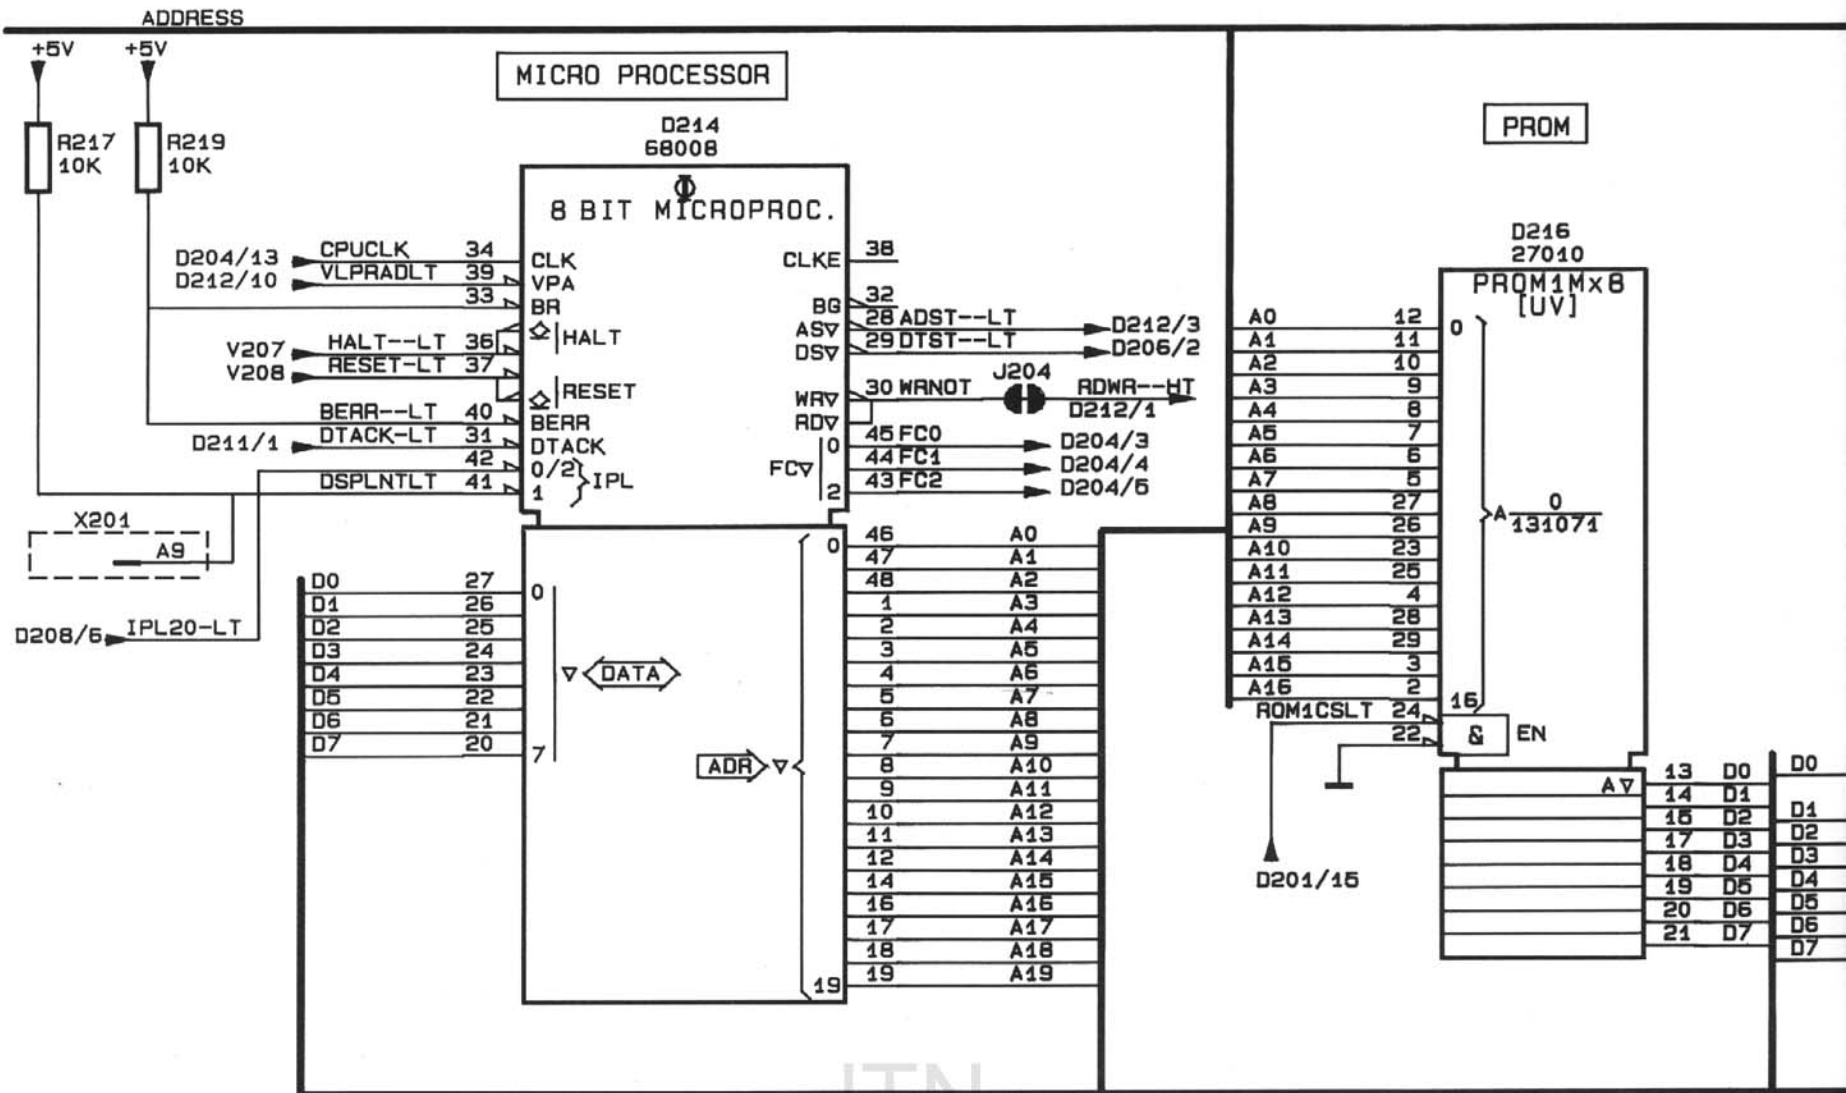 ADDRESS
+5V
+5V
R217
10K
R219
10K
MICRO PROCESSOR
D214
68008
8 BIT MICROPROC.
D204/13 CPUCLK 34 CLK
D212/10 VLPRADLT 39 VPA
33 BR
V207 HALT--LT 36 HALT
V208 RESET-LT 37 RESET
BERR--LT 40 BERR
D211/1 DTACK-LT 31 DTACK
42 0/2
DSPLNTLT 41 1
IPL
X201
A9
D208/6 IPL20-LT
CLKE 38
BG 32
AS 28 ADST--LT D212/3
DS 29 DTST--LT D206/2
WR 30 WRNOT J204 RDWR--HT
D212/1
RD
FC
0 45 FC0 D204/3
44 FC1 D204/4
2 43 FC2 D204/5
D0 27 0
D1 26
D2 25
D3 24
D4 23
D5 22
D6 21
D7 20 7
DATA
ADR
0 46 A0
47 A1
48 A2
1 A3
2 A4
3 A5
4 A6
5 A7
6 A8
7 A9
8 A10
9 A11
10 A12
11 A13
12 A14
14 A15
16 A16
17 A17
18 A18
19 19 A19
PROM
D216
27010
PROM1Mx8
[UV]
A0 12 0
A1 11
A2 10
A3 9
A4 8
A5 7
A6 6
A7 5
A8 27
A9 26
A10 23
A11 25
A12 4
A13 28
A14 29
A15 3
A16 2 16
A 0
131071
ROM1CSLT 24
22
& EN
D201/15
A
13 D0
14 D1
15 D2
17 D3
18 D4
19 D5
20 D6
21 D7
D0
D1
D2
D3
D4
D5
D6
D7